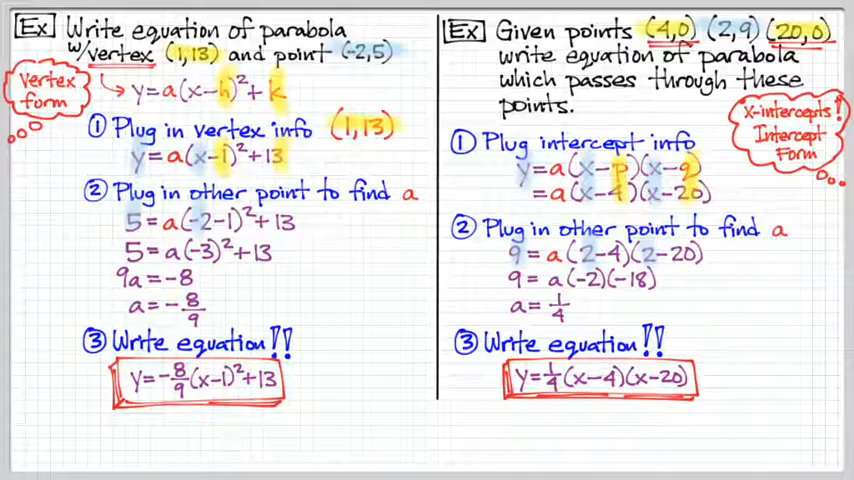 Ex Write equation of parabola
w/vertex (1,13) and point (-2,5)
Vertex
form
y=a(x-h)²+k
① Plug in vertex info (1,13)
y=a(x-1)²+13
② Plug in other point to find a
5=a(-2-1)²+13
5=a(-3)²+13
9a=-8
a=-8/9
③ Write equation!!
y=-8/9(x-1)²+13
Ex Given points (4,0) (2,9) (20,0)
write equation of parabola
which passes through these
points.
x-intercepts!
Intercept
Form
① Plug intercept info
y=a(x-p)(x-q)
=a(x-4)(x-20)
② Plug in other point to find a
9=a(2-4)(2-20)
9=a(-2)(-18)
a=1/4
③ Write equation!!
y=1/4(x-4)(x-20)